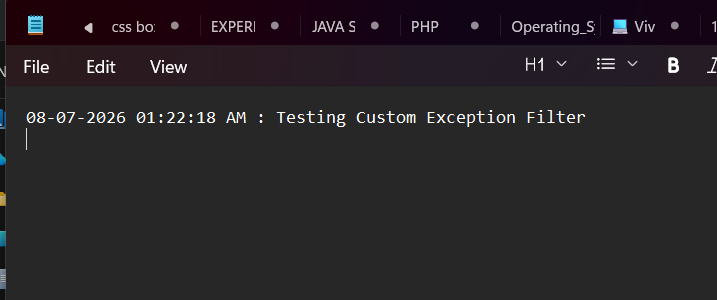 css bo
EXPERI
JAVA S
PHP
Operating_Sy
Viv
File
Edit
View
H1
B
08-07-2026 01:22:18 AM : Testing Custom Exception Filter